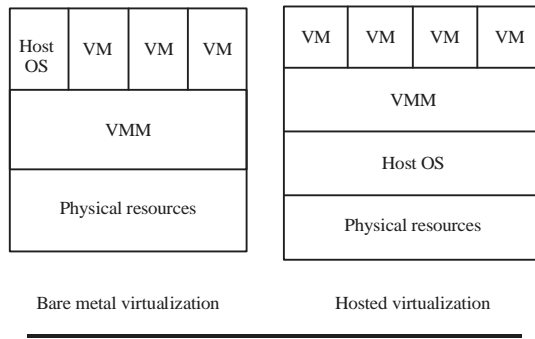 Host
OS
VM
VM
VM
VMM
Physical resources
Bare metal virtualization
VM
VM
VM
VM
VMM
Host OS
Physical resources
Hosted virtualization